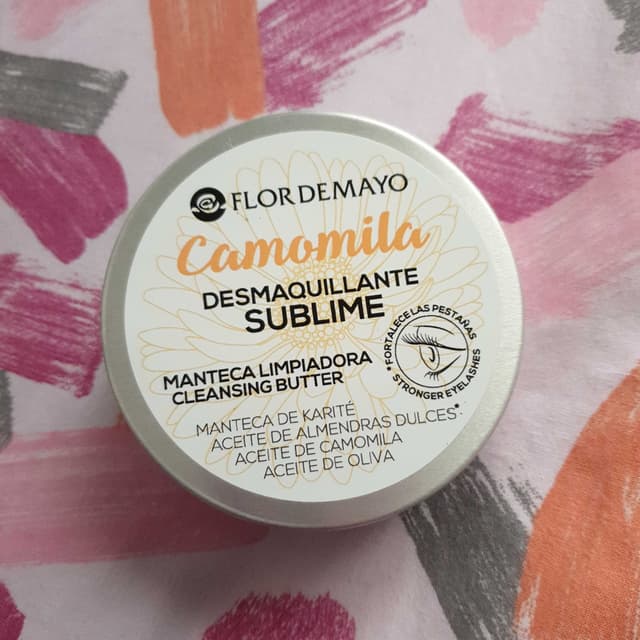 FLOR DE MAYO
Camomila
DESMAQUILLANTE
SUBLIME
MANTECA LIMPIADORA
CLEANSING BUTTER
*FORTALECE LAS PESTAÑAS
STRONGER EYELASHES
MANTECA DE KARITÉ
ACEITE DE ALMENDRAS DULCES*
ACEITE DE CAMOMILA
ACEITE DE OLIVA